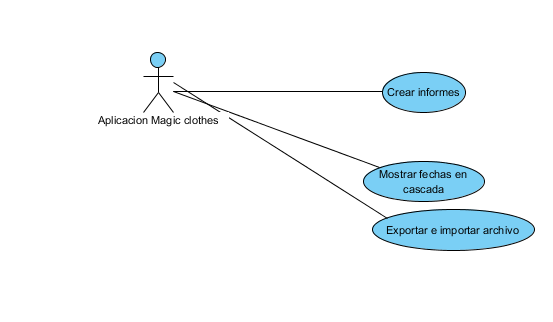 Crear informes
Aplicacion Magic clothes
Mostrar fechas en
cascada
Exportar e importar archivo